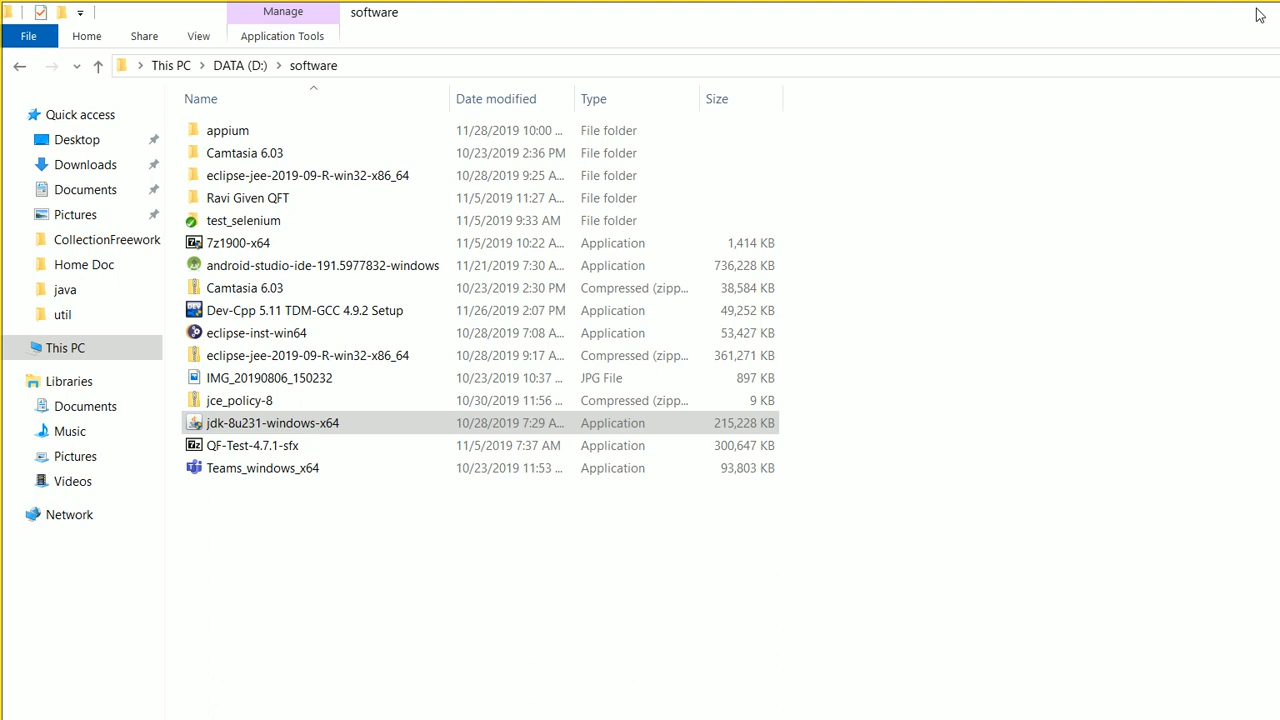 Manage software
File Home Share View Application Tools
This PC DATA (D:) software
Name Date modified Type Size
Quick access
Desktop
Downloads
Documents
Pictures
CollectionFreework
Home Doc
java
util
This PC
Libraries
Documents
Music
Pictures
Videos
Network
appium 11/28/2019 10:00 ... File folder
Camtasia 6.03 10/23/2019 2:36 PM File folder
eclipse-jee-2019-09-R-win32-x86_64 10/28/2019 9:25 A... File folder
Ravi Given QFT 11/5/2019 11:27 A... File folder
test_selenium 11/5/2019 9:33 AM File folder
7z1900-x64 11/5/2019 10:22 A... Application 1,414 KB
android-studio-ide-191.5977832-windows 11/21/2019 7:30 A... Application 736,228 KB
Camtasia 6.03 10/23/2019 2:30 PM Compressed (zipp... 38,584 KB
Dev-Cpp 5.11 TDM-GCC 4.9.2 Setup 11/26/2019 2:07 PM Application 49,252 KB
eclipse-inst-win64 10/28/2019 7:08 A... Application 53,427 KB
eclipse-jee-2019-09-R-win32-x86_64 10/28/2019 9:17 A... Compressed (zipp... 361,271 KB
IMG_20190806_150232 10/23/2019 10:37 ... JPG File 897 KB
jce_policy-8 10/30/2019 11:56 ... Compressed (zipp... 9 KB
jdk-8u231-windows-x64 10/28/2019 7:29 A... Application 215,228 KB
QF-Test-4.7.1-sfx 11/5/2019 7:37 AM Application 300,647 KB
Teams_windows_x64 10/23/2019 11:53 ... Application 93,803 KB